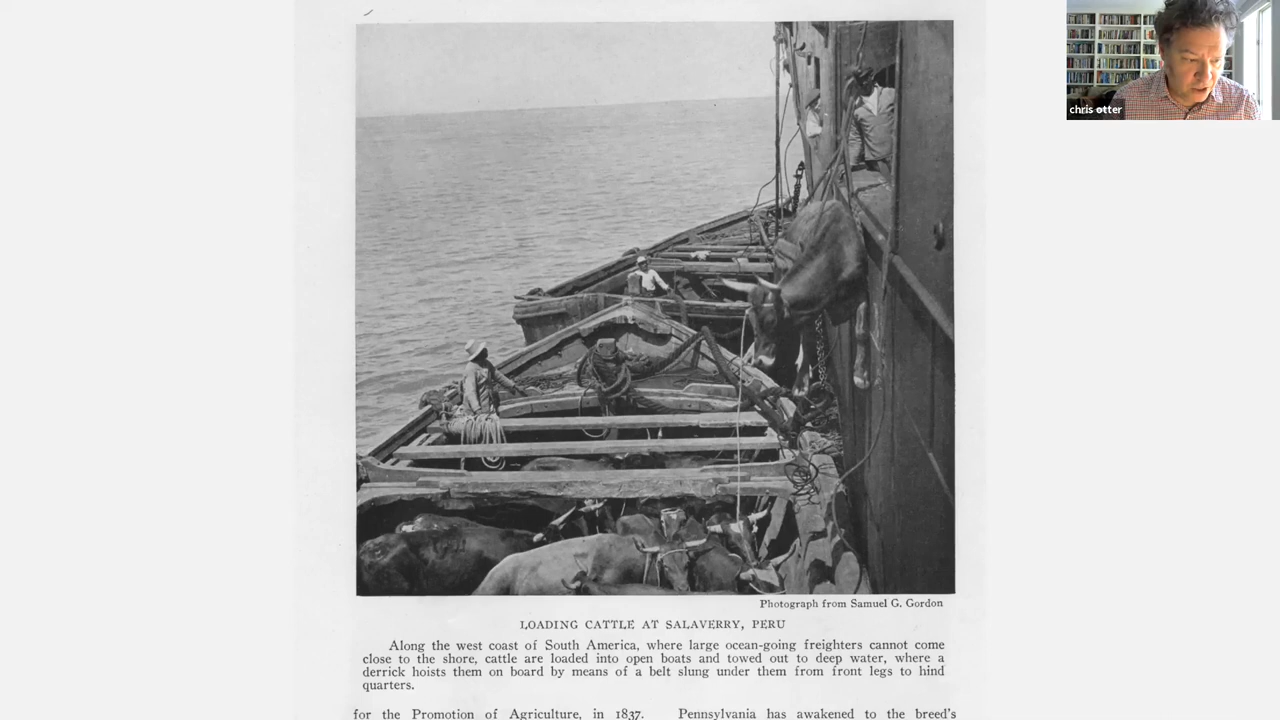 chris otter
Photograph from Samuel G. Gordon
LOADING CATTLE AT SALAVERRY, PERU
Along the west coast of South America, where large ocean-going freighters cannot come
close to the shore, cattle are loaded into open boats and towed out to deep water, where a
derrick hoists them on board by means of a belt slung under them from front legs to hind
quarters.
for the Promotion of Agriculture, in 1837.
Pennsylvania has awakened to the breed's